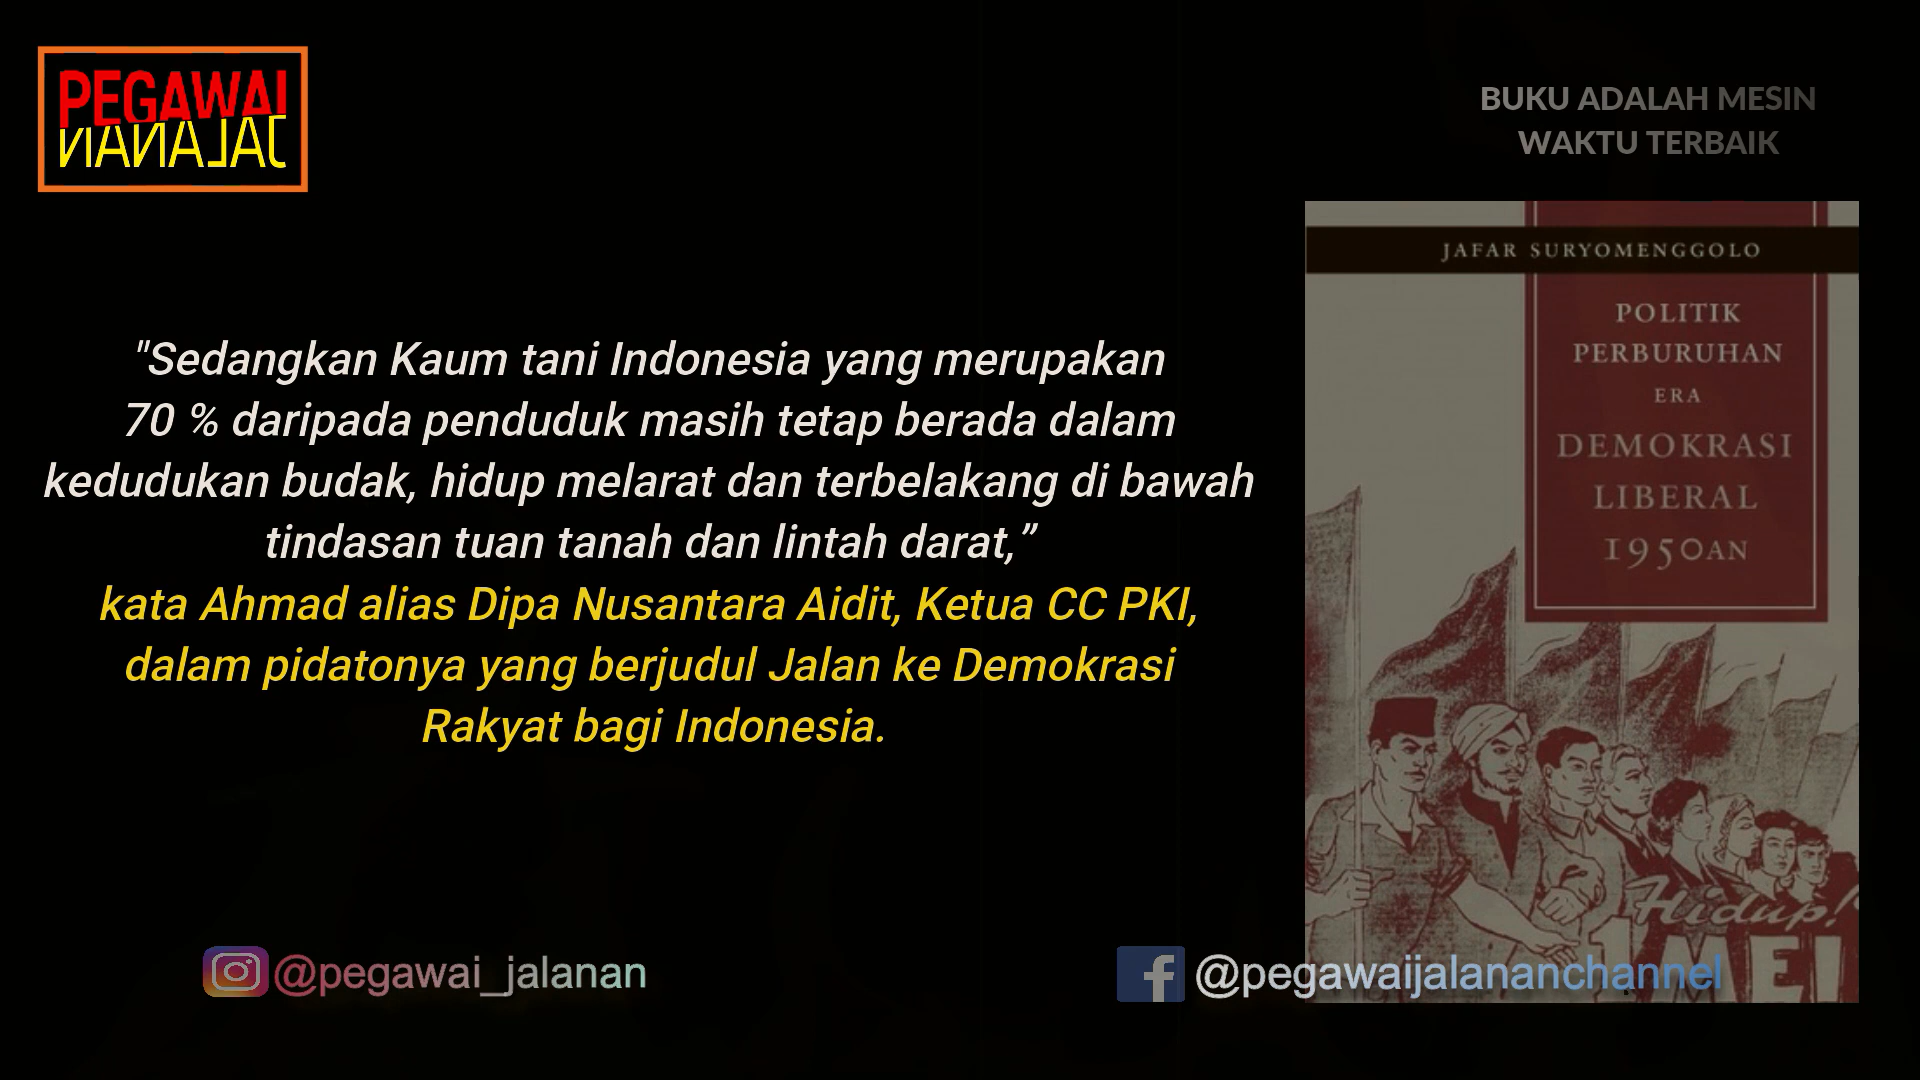 PEGAWAI
JALANAN
BUKU ADALAH MESIN
WAKTU TERBAIK
"Sedangkan Kaum tani Indonesia yang merupakan
70 % daripada penduduk masih tetap berada dalam
kedudukan budak, hidup melarat dan terbelakang di bawah
tindasan tuan tanah dan lintah darat,”
kata Ahmad alias Dipa Nusantara Aidit, Ketua CC PKI,
dalam pidatonya yang berjudul Jalan ke Demokrasi
Rakyat bagi Indonesia.
JAFAR SURYOMENGGOLO
POLITIK
PERBURUHAN
ERA
DEMOKRASI
LIBERAL
1950AN
Hidup!
1 MEI
@pegawai_jalanan
@pegawaijalananchannel